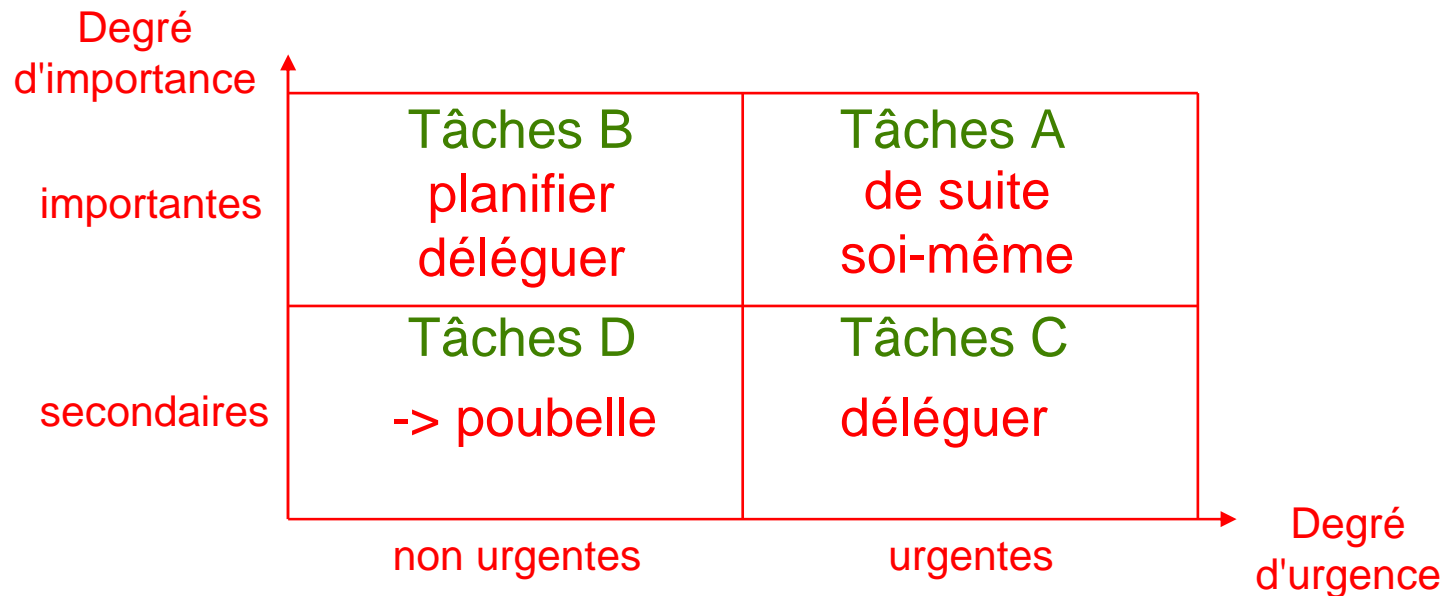 Degré
d'importance
importantes
Tâches B
planifier
déléguer
Tâches A
de suite
soi-même
secondaires
Tâches D
-> poubelle
Tâches C
déléguer
non urgentes
urgentes
Degré
d'urgence